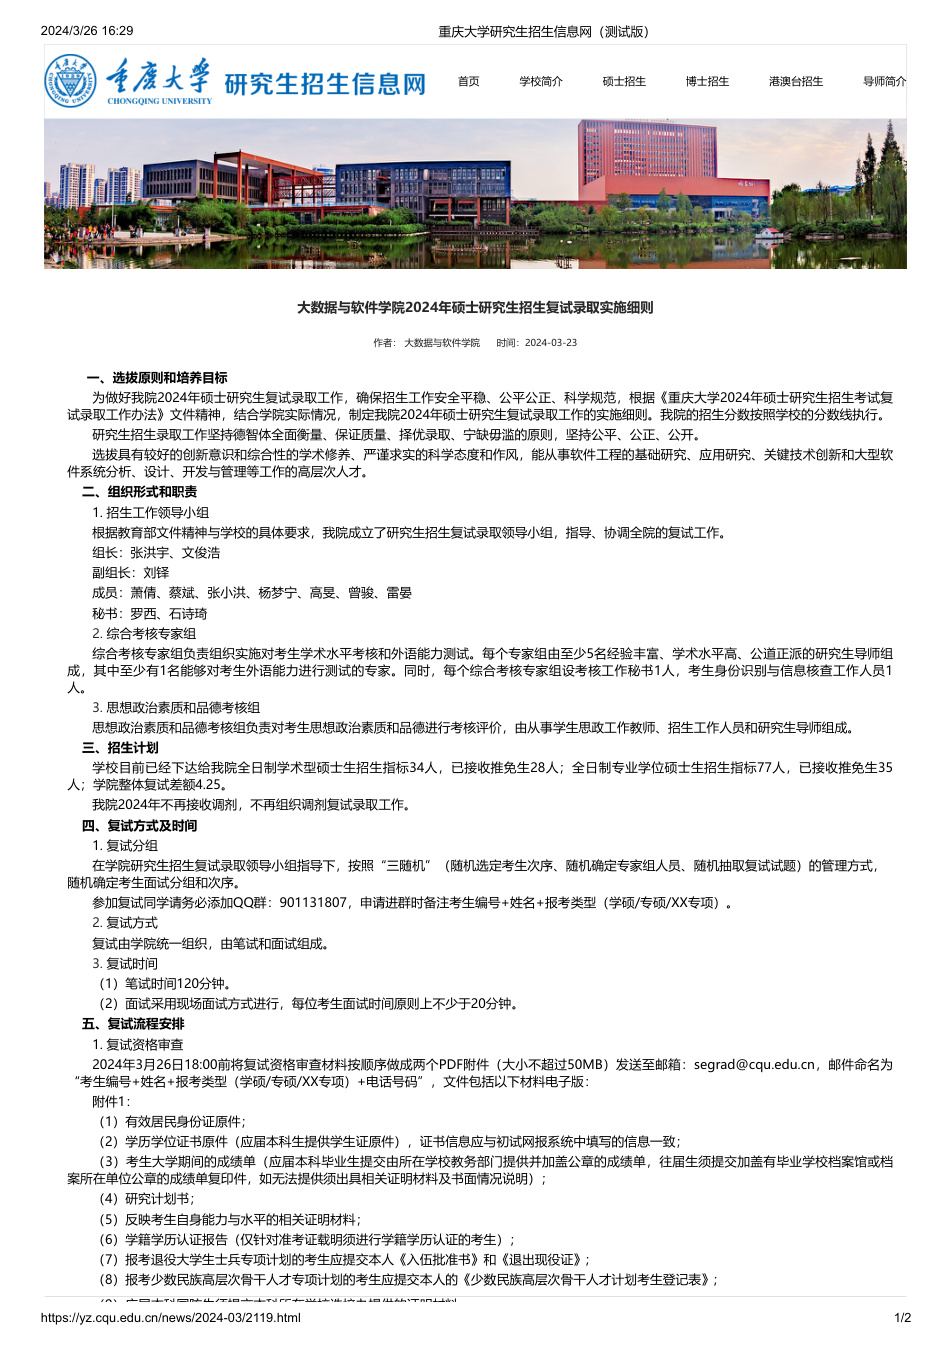 2024/3/26 16:29
重庆大学研究生招生信息网（测试版）
重庆大学
CHONGQING UNIVERSITY
研究生招生信息网
首页 学校简介 硕士招生 博士招生 港澳台招生 导师简介
大数据与软件学院2024年硕士研究生招生复试录取实施细则
作者： 大数据与软件学院 时间：2024-03-23
一、选拔原则和培养目标
为做好我院2024年硕士研究生复试录取工作，确保招生工作安全平稳、公平公正、科学规范，根据《重庆大学2024年硕士研究生招生考试复
试录取工作办法》文件精神，结合学院实际情况，制定我院2024年硕士研究生复试录取工作的实施细则。我院的招生分数按照学校的分数线执行。
研究生招生录取工作坚持德智体全面衡量、保证质量、择优录取、宁缺毋滥的原则，坚持公平、公正、公开。
选拔具有较好的创新意识和综合性的学术修养、严谨求实的科学态度和作风，能从事软件工程的基础研究、应用研究、关键技术创新和大型软
件系统分析、设计、开发与管理等工作的高层次人才。
二、组织形式和职责
1. 招生工作领导小组
根据教育部文件精神与学校的具体要求，我院成立了研究生招生复试录取领导小组，指导、协调全院的复试工作。
组长：张洪宇、文俊浩
副组长：刘铎
成员：萧倩、蔡斌、张小洪、杨梦宁、高旻、曾骏、雷晏
秘书：罗西、石诗琦
2. 综合考核专家组
综合考核专家组负责组织实施对考生学术水平考核和外语能力测试。每个专家组由至少5名经验丰富、学术水平高、公道正派的研究生导师组
成，其中至少有1名能够对考生外语能力进行测试的专家。同时，每个综合考核专家组设考核工作秘书1人，考生身份识别与信息核查工作人员1
人。
3. 思想政治素质和品德考核组
思想政治素质和品德考核组负责对考生思想政治素质和品德进行考核评价，由从事学生思政工作教师、招生工作人员和研究生导师组成。
三、招生计划
学校目前已经下达给我院全日制学术型硕士生招生指标34人，已接收推免生28人；全日制专业学位硕士生招生指标77人，已接收推免生35
人；学院整体复试差额4.25。
我院2024年不再接收调剂，不再组织调剂复试录取工作。
四、复试方式及时间
1. 复试分组
在学院研究生招生复试录取领导小组指导下，按照“三随机”（随机选定考生次序、随机确定专家组人员、随机抽取复试试题）的管理方式，
随机确定考生面试分组和次序。
参加复试同学请务必添加QQ群：901131807，申请进群时备注考生编号+姓名+报考类型（学硕/专硕/XX专项）。
2. 复试方式
复试由学院统一组织，由笔试和面试组成。
3. 复试时间
（1）笔试时间120分钟。
（2）面试采用现场面试方式进行，每位考生面试时间原则上不少于20分钟。
五、复试流程安排
1. 复试资格审查
2024年3月26日18:00前将复试资格审查材料按顺序做成两个PDF附件（大小不超过50MB）发送至邮箱：segrad@cqu.edu.cn，邮件命名为
“考生编号+姓名+报考类型（学硕/专硕/XX专项）+电话号码”，文件包括以下材料电子版：
附件1：
（1）有效居民身份证原件；
（2）学历学位证书原件（应届本科生提供学生证原件），证书信息应与初试网报系统中填写的信息一致；
（3）考生大学期间的成绩单（应届本科毕业生提交由所在学校教务部门提供并加盖公章的成绩单，往届生须提交加盖有毕业学校档案馆或档
案所在单位公章的成绩单复印件，如无法提供须出具相关证明材料及书面情况说明）；
（4）研究计划书；
（5）反映考生自身能力与水平的相关证明材料；
（6）学籍学历认证报告（仅针对准考证载明须进行学籍学历认证的考生）；
（7）报考退役大学生士兵专项计划的考生应提交本人《入伍批准书》和《退出现役证》；
（8）报考少数民族高层次骨干人才专项计划的考生应提交本人的《少数民族高层次骨干人才计划考生登记表》；
https://yz.cqu.edu.cn/news/2024-03/2119.html
1/2